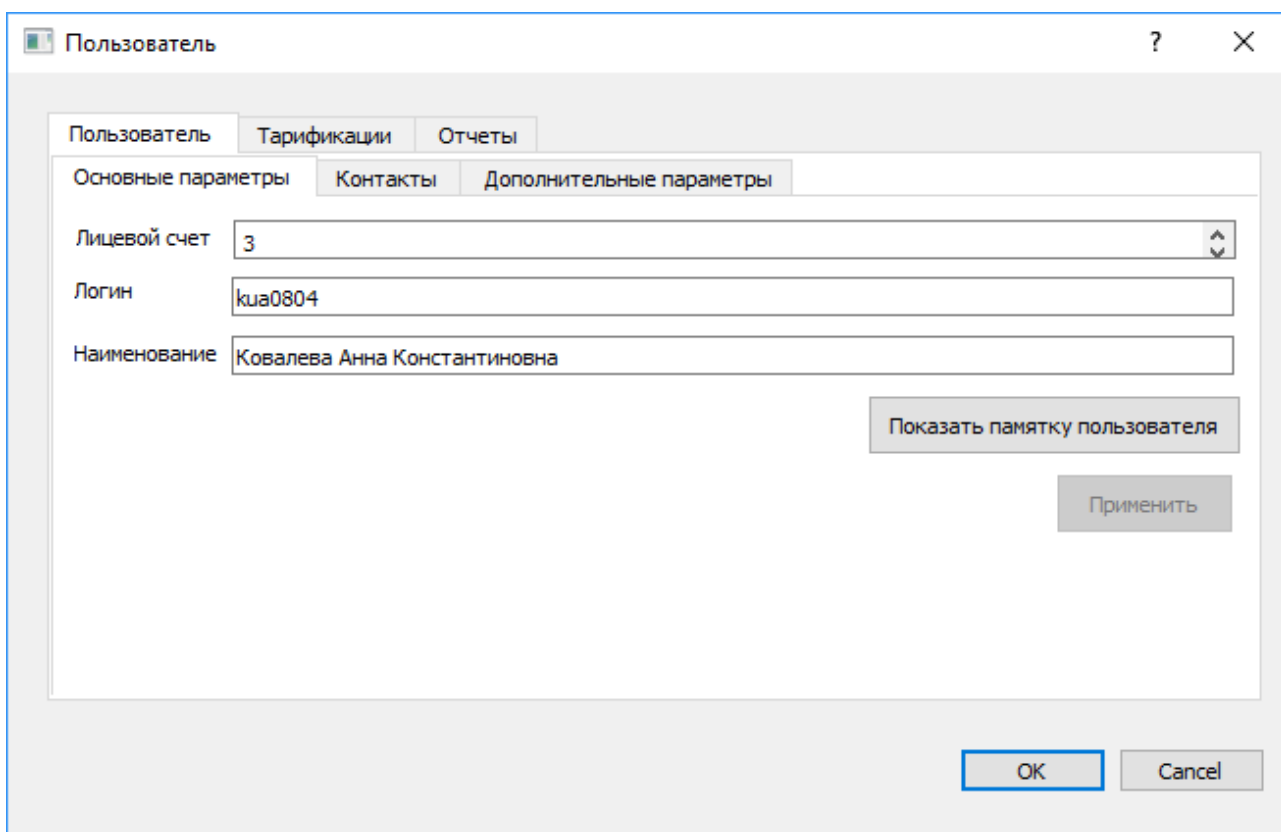 Пользователь ?
Пользователь Тарификации Отчеты
Основные параметры Контакты Дополнительные параметры
Лицевой счет 3
Логин kua0804
Наименование Ковалева Анна Константиновна
Показать памятку пользователя
Применить
OK Cancel